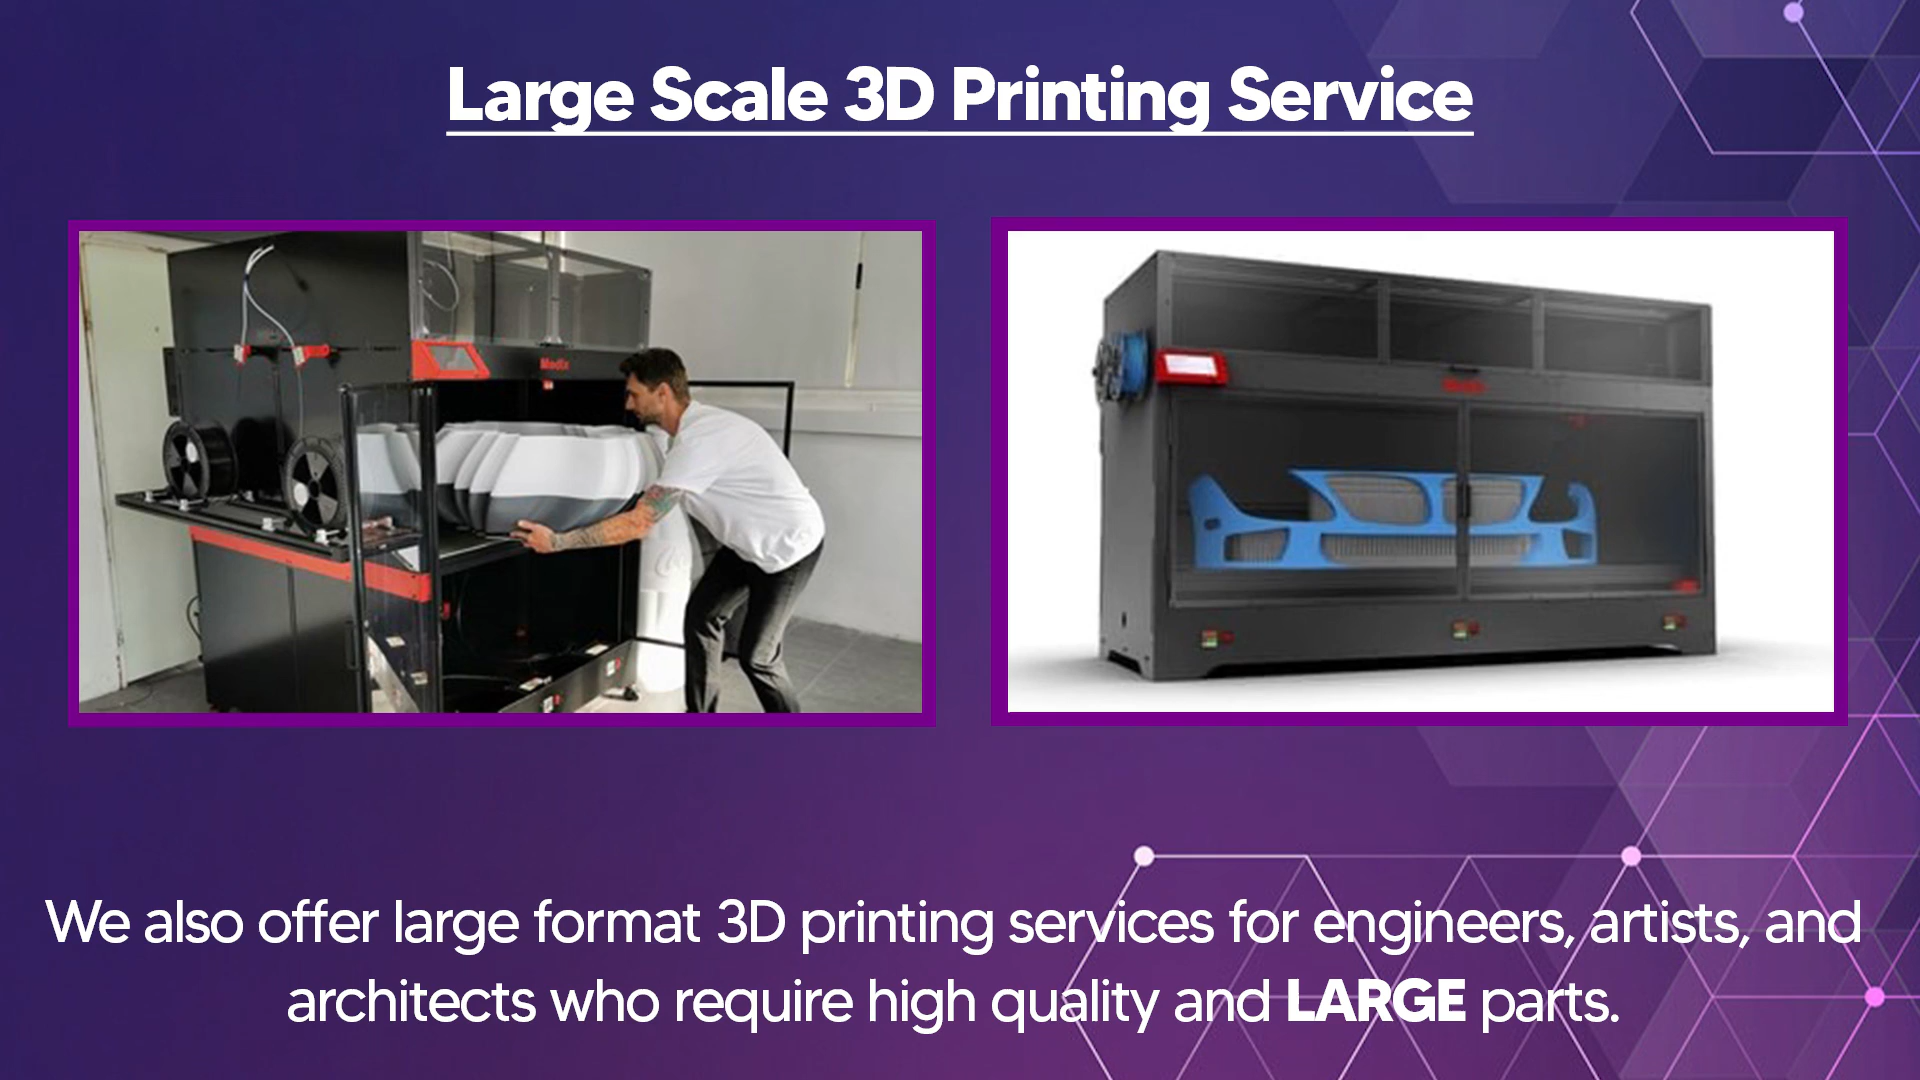 Large Scale 3D Printing Service
Modix
We also offer large format 3D printing services for engineers, artists, and
architects who require high quality and LARGE parts.